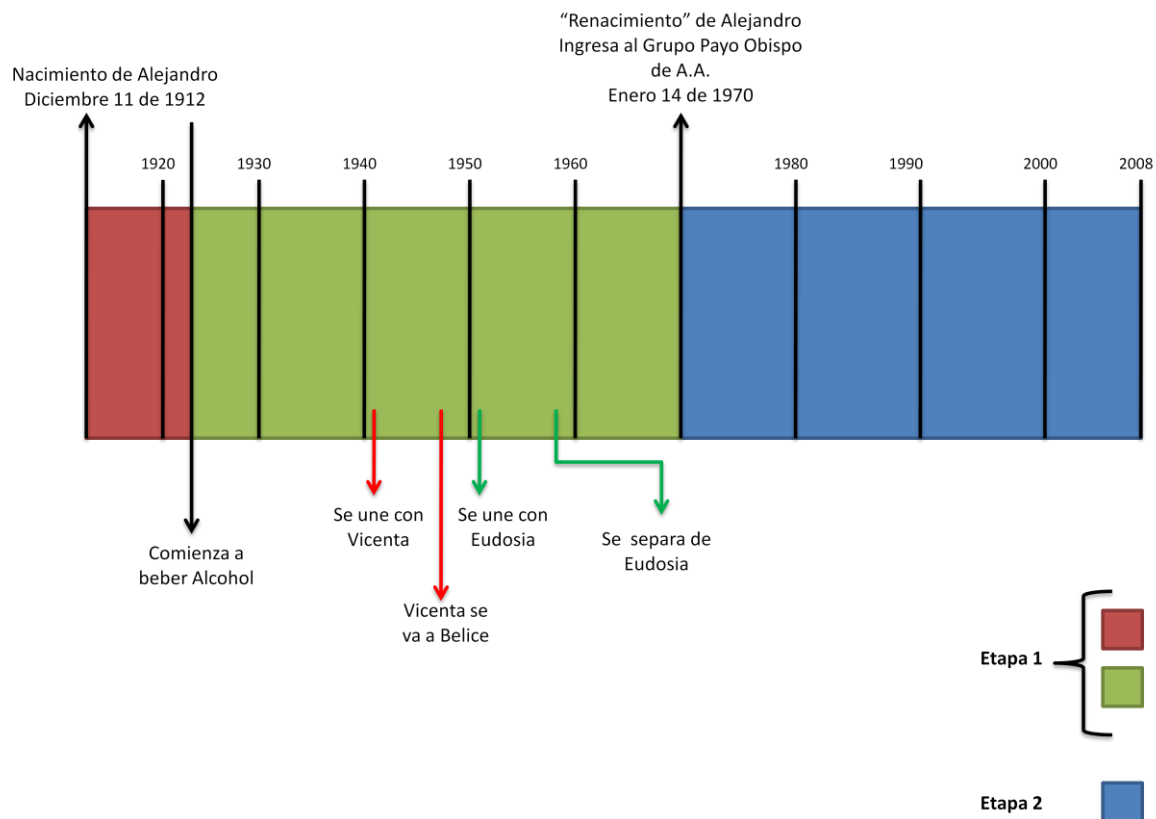 “Renacimiento” de Alejandro
Ingresa al Grupo Payo Obispo
de A.A.
Enero 14 de 1970
Nacimiento de Alejandro
Diciembre 11 de 1912
1920
1930
1940
1950
1960
1980
1990
2000
2008
Se une con
Vicenta
Se une con
Eudosia
Se separa de
Eudosia
Comienza a
beber Alcohol
Vicenta se
va a Belice
Etapa 1
Etapa 2